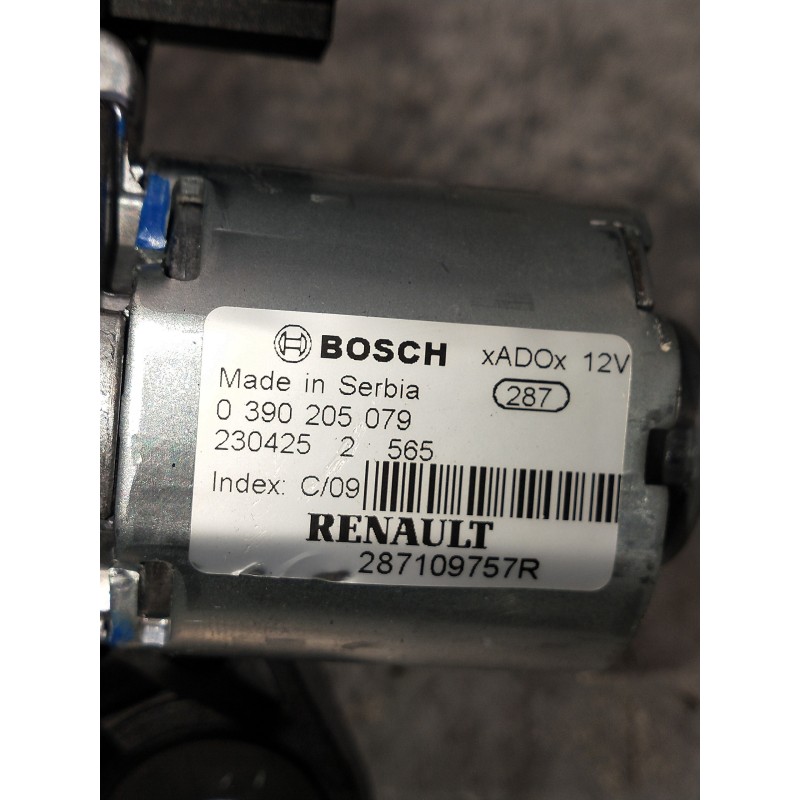 BOSCH xADOx 12V
Made in Serbia 287
0 390 205 079
230425 2 565
Index: C/09
RENAULT
287109757R